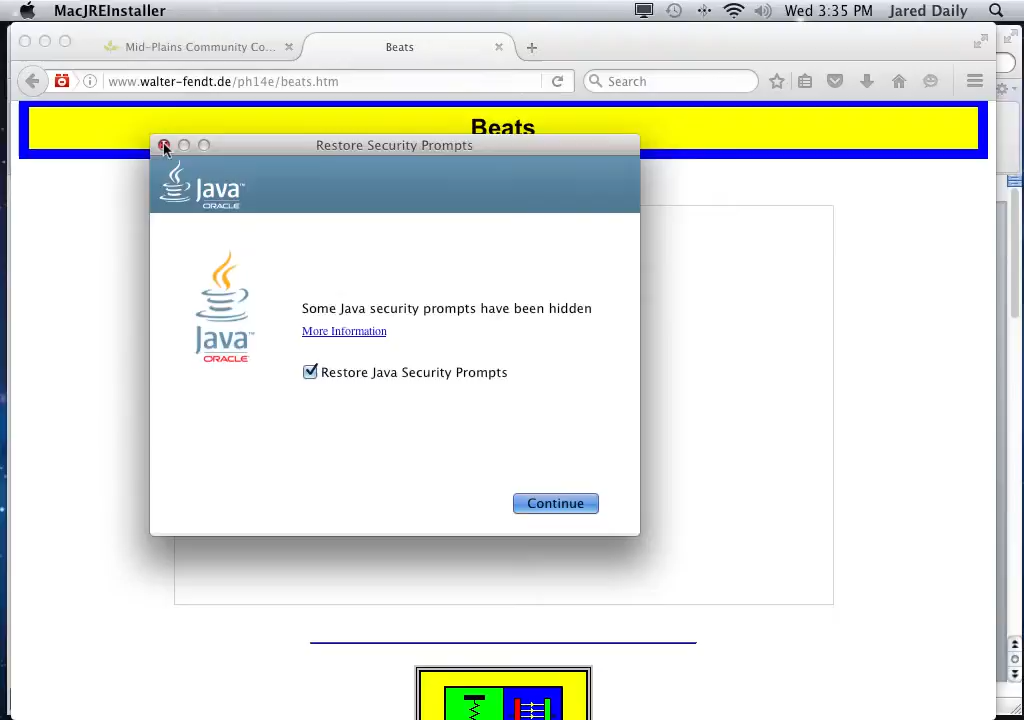 MacJREInstaller
Wed 3:35 PM
Jared Daily
Mid-Plains Community Co...
Beats
www.walter-fendt.de/ph14e/beats.htm
Search
Beats
Restore Security Prompts
Java™
ORACLE
Some Java security prompts have been hidden
Java™
ORACLE
More Information
Restore Java Security Prompts
Continue